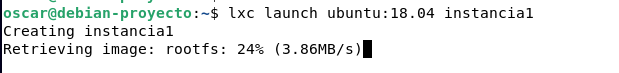 oscar@debian-proyecto:~$ lxc launch ubuntu:18.04 instancia1
Creating instancia1
Retrieving image: rootfs: 24% (3.86MB/s)